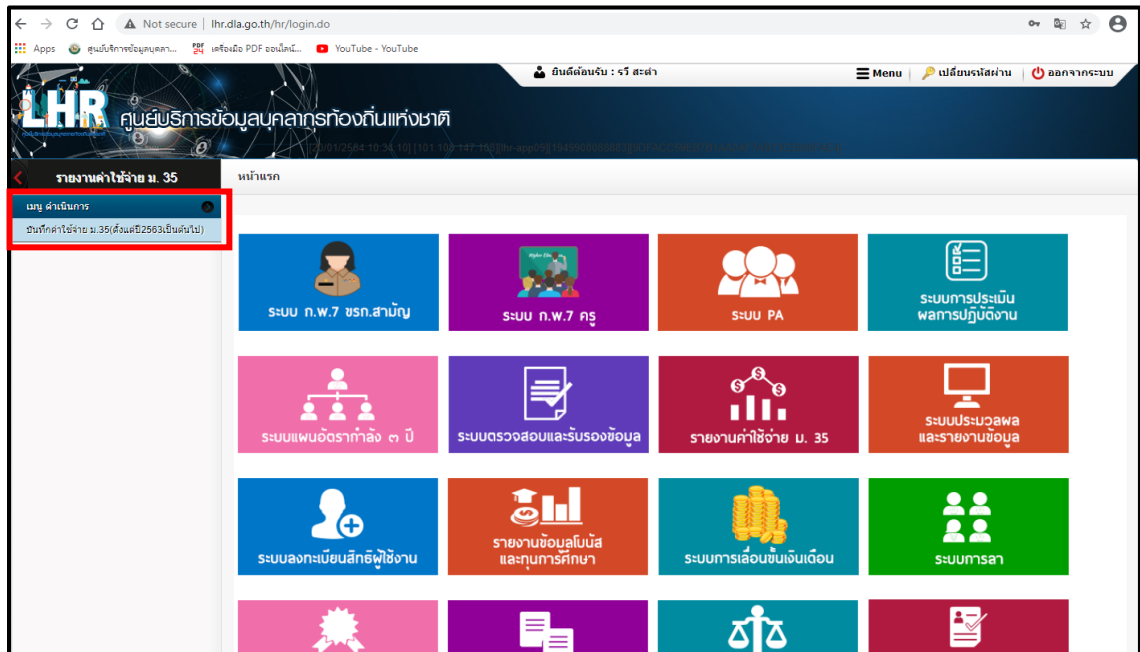 Not secure | lhr.dla.go.th/hr/login.do
Apps ศูนย์บริการข้อมูลบุคลา... เครื่องมือ PDF ออนไลน์... YouTube - YouTube
ยินดีต้อนรับ : รวี สะดำ Menu เปลี่ยนรหัสผ่าน ออกจากระบบ
LHR ศูนย์บริการข้อมูลบุคลากรท้องถิ่นแห่งชาติ
รายงานค่าใช้จ่าย ม. 35
หน้าแรก
เมนู ดำเนินการ
บันทึกค่าใช้จ่าย ม.35(ตั้งแต่ปี2563เป็นต้นไป)
ระบบ ก.พ.7 ขรก.สามัญ
ระบบ ก.พ.7 ครู
ระบบ PA
ระบบการประเมิน
ผลการปฏิบัติงาน
ระบบแผนอัตรากำลัง ๓ ปี
ระบบตรวจสอบและรับรองข้อมูล
รายงานค่าใช้จ่าย ม. 35
ระบบประมวลผล
และรายงานข้อมูล
ระบบลงทะเบียนสิทธิผู้ใช้งาน
รายงานข้อมูลโบนัส
และทุนการศึกษา
ระบบการเลื่อนขั้นเงินเดือน
ระบบการลา